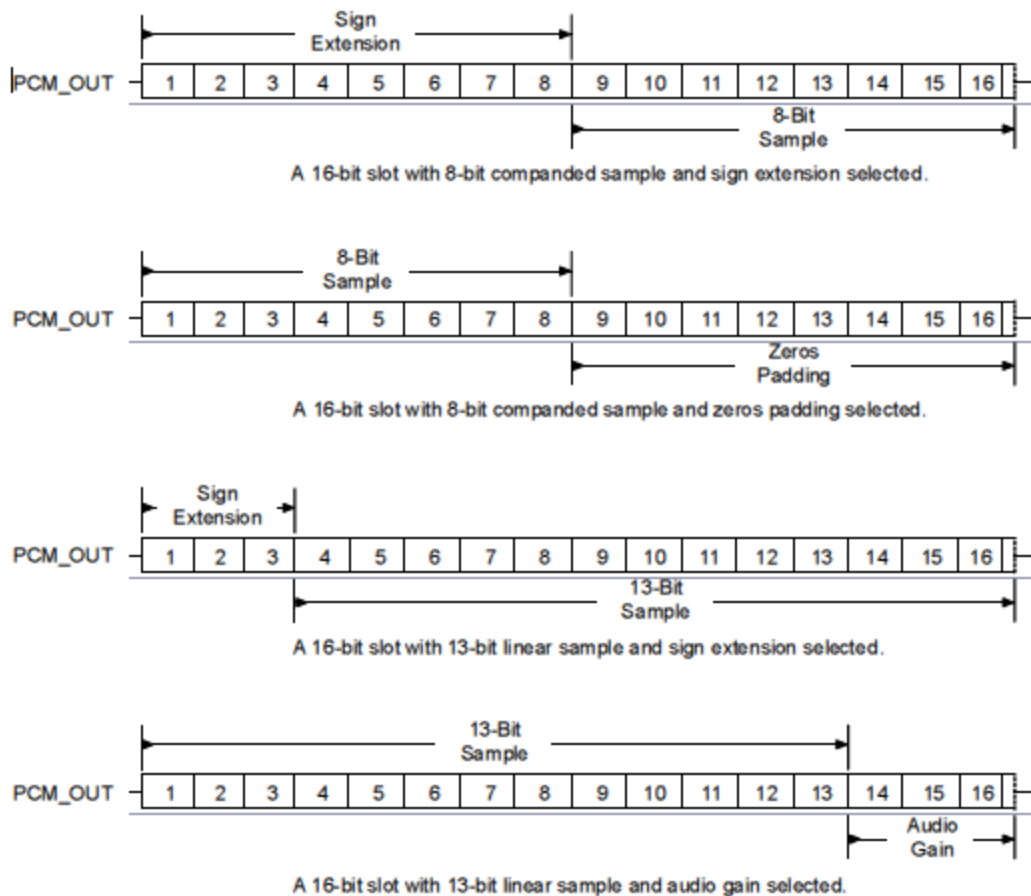 Sign
Extension
PCM_OUT 1 2 3 4 5 6 7 8 9 10 11 12 13 14 15 16
8-Bit
Sample
A 16-bit slot with 8-bit companded sample and sign extension selected.
8-Bit
Sample
PCM_OUT 1 2 3 4 5 6 7 8 9 10 11 12 13 14 15 16
Zeros
Padding
A 16-bit slot with 8-bit companded sample and zeros padding selected.
Sign
Extension
PCM_OUT 1 2 3 4 5 6 7 8 9 10 11 12 13 14 15 16
13-Bit
Sample
A 16-bit slot with 13-bit linear sample and sign extension selected.
13-Bit
Sample
PCM_OUT 1 2 3 4 5 6 7 8 9 10 11 12 13 14 15 16
Audio
Gain
A 16-bit slot with 13-bit linear sample and audio gain selected.